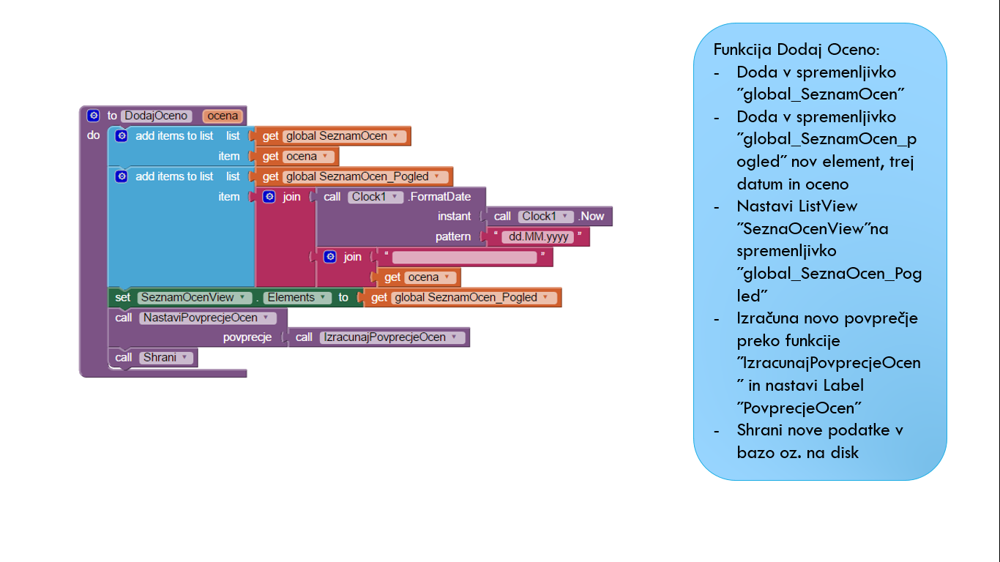 to DodajOceno ocena
do add items to list list get global SeznamOcen
item get ocena
add items to list list get global SeznamOcen_Pogled
item join call Clock1 .FormatDate
instant call Clock1 .Now
pattern " dd.MM.yyyy "
join " "
get ocena
set SeznamOcenView . Elements to get global SeznamOcen_Pogled
call NastaviPovprecjeOcen
povprecje call IzracunajPovprecjeOcen
call Shrani
Funkcija Dodaj Oceno:
- Doda v spremenljivko
"global_SeznamOcen"
- Doda v spremenljivko
"global_SeznamOcen_p
ogled" nov element, trej
datum in oceno
- Nastavi ListView
"SeznaOcenView"na
spremenljivko
"global_SeznaOcen_Pog
led"
- Izračuna novo povprečje
preko funkcije
"IzracunajPovprecjeOcen
" in nastavi Label
"PovprecjeOcen"
- Shrani nove podatke v
bazo oz. na disk